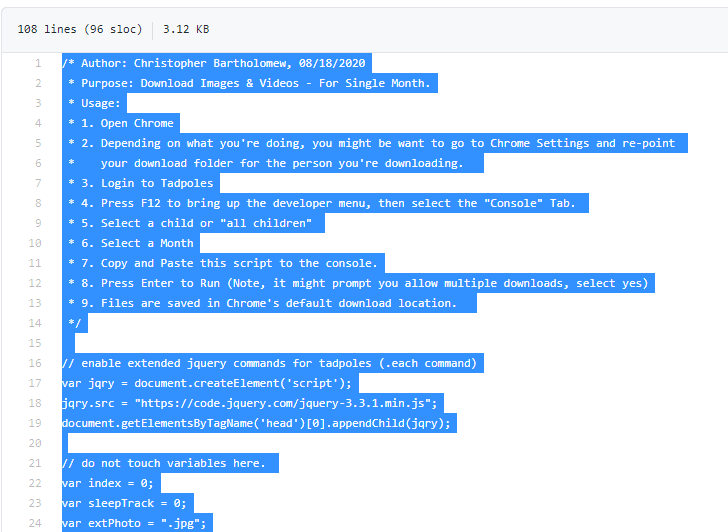 108 lines (96 sloc) 3.12 KB
1 /* Author: Christopher Bartholomew, 08/18/2020
2 * Purpose: Download Images & Videos - For Single Month.
3 * Usage:
4 * 1. Open Chrome
5 * 2. Depending on what you're doing, you might be want to go to Chrome Settings and re-point
6 * your download folder for the person you're downloading.
7 * 3. Login to Tadpoles
8 * 4. Press F12 to bring up the developer menu, then select the "Console" Tab.
9 * 5. Select a child or "all children"
10 * 6. Select a Month
11 * 7. Copy and Paste this script to the console.
12 * 8. Press Enter to Run (Note, it might prompt you allow multiple downloads, select yes)
13 * 9. Files are saved in Chrome's default download location.
14 */
15
16 // enable extended jquery commands for tadpoles (.each command)
17 var jqry = document.createElement('script');
18 jqry.src = "https://code.jquery.com/jquery-3.3.1.min.js";
19 document.getElementsByTagName('head')[0].appendChild(jqry);
20
21 // do not touch variables here.
22 var index = 0;
23 var sleepTrack = 0;
24 var extPhoto = ".jpg";